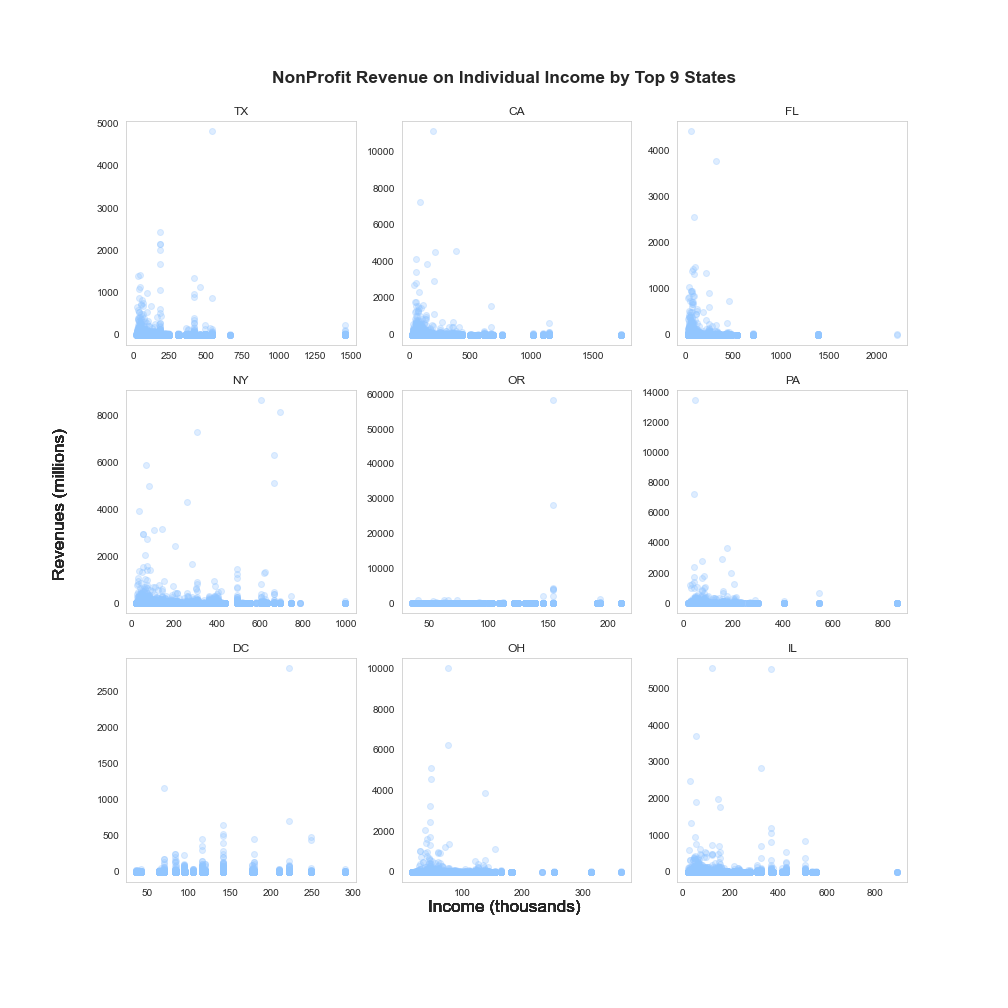 NonProfit Revenue on Individual Income by Top 9 States
TX
CA
FL
5000
4000
3000
2000
1000
0
0 250 500 750 1000 1250 1500
10000
8000
6000
4000
2000
0
0 500 1000 1500
4000
3000
2000
1000
0
0 500 1000 1500 2000
NY
OR
PA
8000
6000
4000
2000
0
0 200 400 600 800 1000
60000
50000
40000
30000
20000
10000
0
50 100 150 200
14000
12000
10000
8000
6000
4000
2000
0
0 200 400 600 800
Revenues (millions)
DC
OH
IL
2500
2000
1500
1000
500
0
50 100 150 200 250 300
10000
8000
6000
4000
2000
0
100 200 300
5000
4000
3000
2000
1000
0
0 200 400 600 800
Income (thousands)